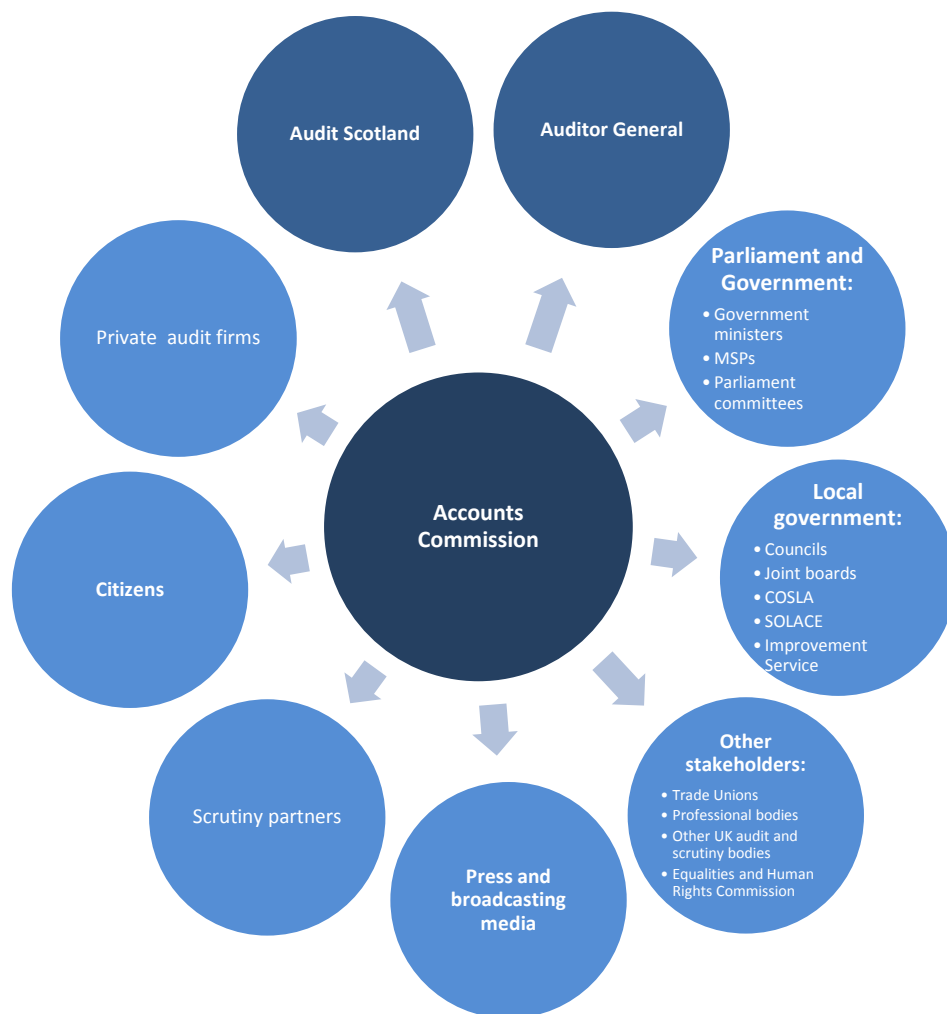 Audit Scotland
Auditor General
Parliament and
Government:
• Government
ministers
• MSPs
• Parliament
committees
Local
government:
• Councils
• Joint boards
• COSLA
• SOLACE
• Improvement
Service
Other
stakeholders:
• Trade Unions
• Professional bodies
• Other UK audit and
scrutiny bodies
• Equalities and Human
Rights Commission
Press and
broadcasting
media
Scrutiny partners
Citizens
Private audit firms
Accounts
Commission